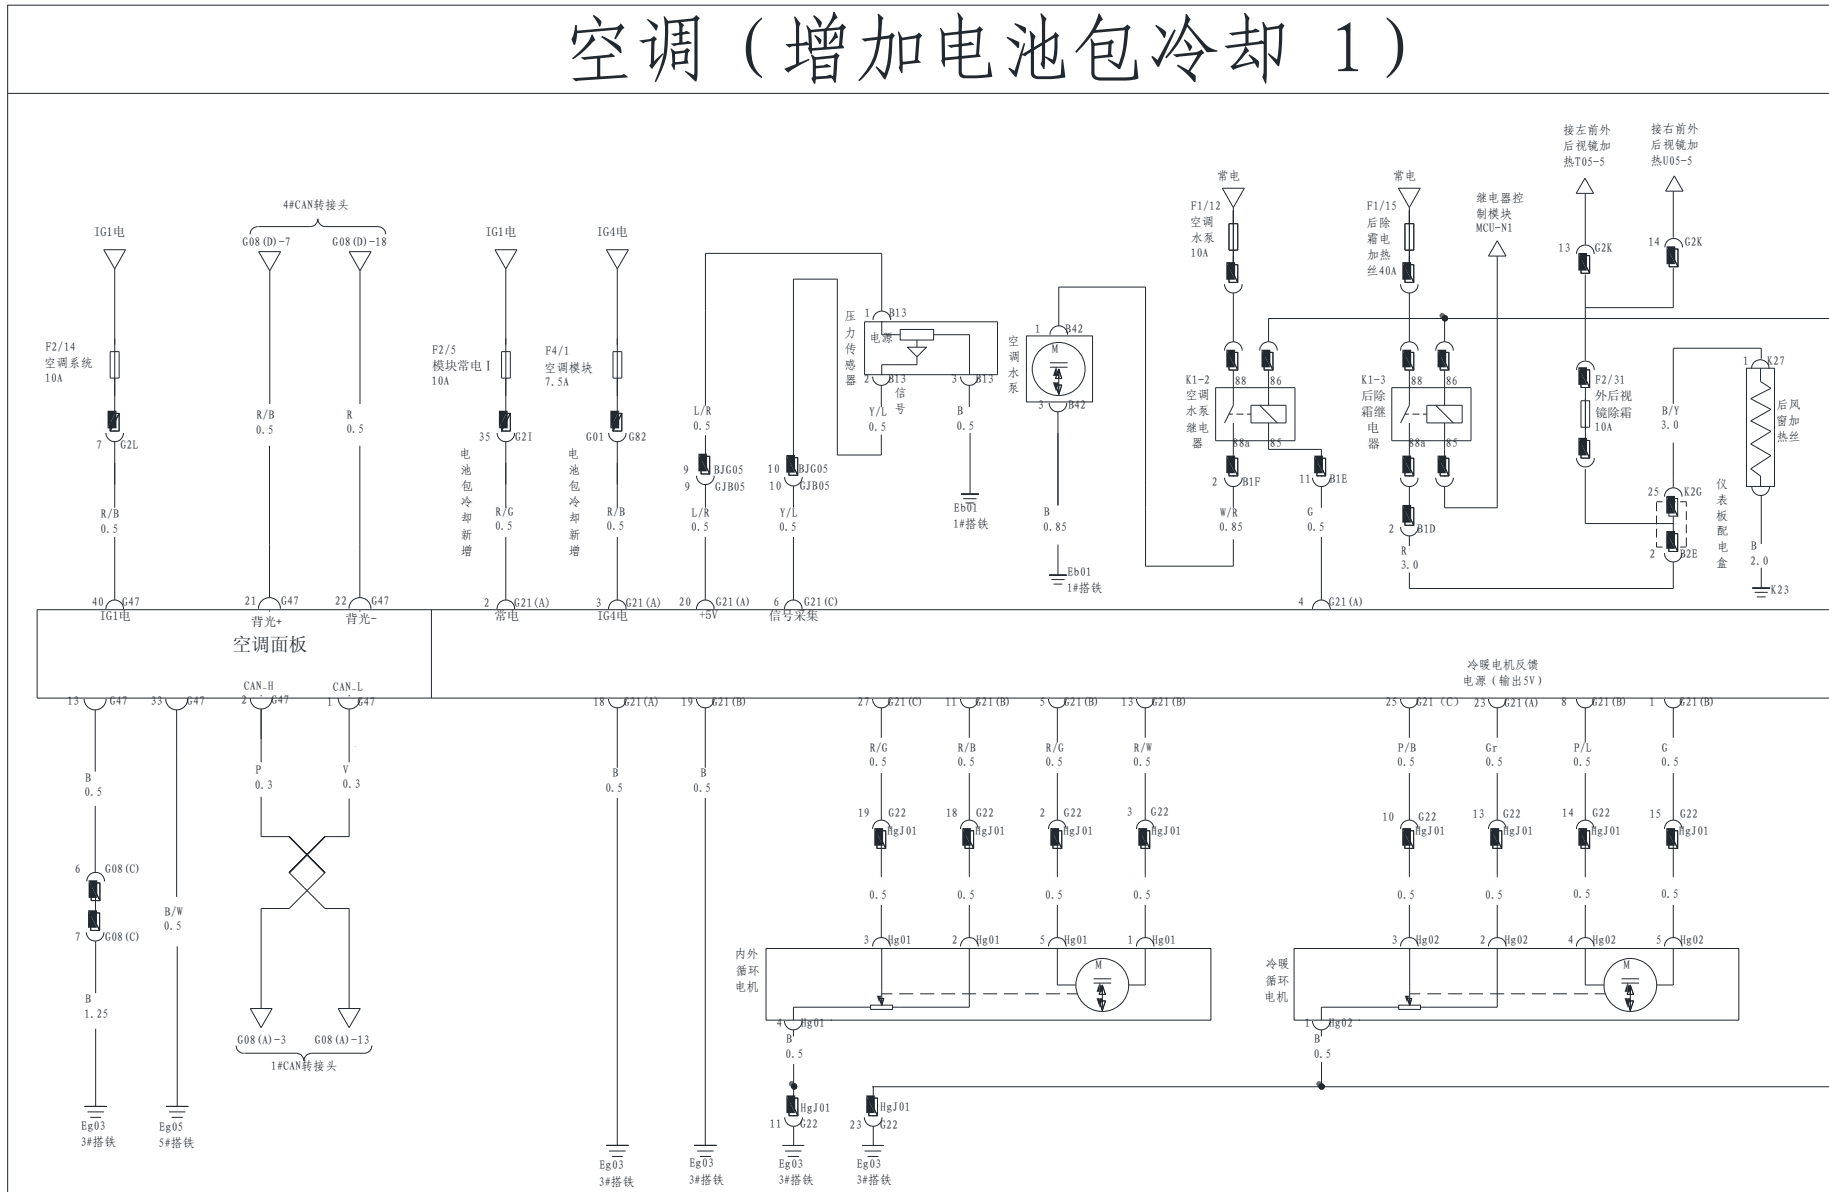 空调（增加电池包冷却 1）
接左前外
后视镜加
热T05-5
接右前外
后视镜加
热U05-5
常电
常电
继电器控
制模块
MCU-N1
4#CAN转接头
G08(D)-7
G08(D)-18
IG1电
IG1电
IG4电
F1/12
空调
水泵
10A
F1/15
后除
霜电
加热
丝40A
13
G2K
14
G2K
F2/14
空调系统
10A
F2/5
模块常电I
10A
F4/1
空调模块
7.5A
压力传感器
1
B13
电源
2
B13
3
B13
信号
空调水泵
1
B42
M
3
B42
K1-2
空调
水泵
继电
器
88
86
88a
85
K1-3
后除
霜继
电
器
88
86
88a
85
F2/31
外后视
镜除霜
10A
1
K27
后风
窗加
热丝
B/Y
3.0
R/B
0.5
R
0.5
L/R
0.5
Y/L
0.5
B
0.5
7
G2L
35
G2I
G01
G82
电池包冷却新增
电池包冷却新增
9
BJG05
9
GJB05
10
BJG05
10
GJB05
2
B1F
11
B1E
2
B1D
25
K2G
2
B2E
仪表板配电盒
R/B
0.5
R/G
0.5
R/B
0.5
L/R
0.5
Y/L
0.5
Eb01
1#搭铁
B
0.85
W/R
0.85
G
0.5
R
3.0
B
2.0
Eb01
1#搭铁
K23
40
G47
21
G47
22
G47
2
G21(A)
3
G21(A)
20
G21(A)
6
G21(C)
4
G21(A)
IG1电
背光+
背光-
常电
IG4电
+5V
信号采集
空调面板
冷暖电机反馈
电源（输出5V）
CAN_H
CAN_L
13
G47
33
G47
2
G47
1
G47
18
G21(A)
19
G21(B)
27
G21(C)
11
G21(B)
5
G21(B)
13
G21(B)
25
G21（C）
23
G21(A)
8
G21(B)
1
G21(B)
B
0.5
P
0.3
V
0.3
B
0.5
B
0.5
R/G
0.5
R/B
0.5
R/G
0.5
R/W
0.5
P/B
0.5
Gr
0.5
P/L
0.5
G
0.5
19
G22
HgJ01
18
G22
HgJ01
2
G22
HgJ01
3
G22
HgJ01
10
G22
HgJ01
13
G22
HgJ01
14
G22
HgJ01
15
G22
HgJ01
6
G08(C)
7
G08(C)
B/W
0.5
0.5
0.5
0.5
0.5
0.5
0.5
0.5
0.5
3
Hg01
2
Hg01
5
Hg01
1
Hg01
3
Hg02
2
Hg02
4
Hg02
5
Hg02
内外
循环
电机
M
冷暖
循环
电机
M
B
1.25
4
Hg01
B
0.5
1
Hg02
B
0.5
G08(A)-3
G08(A)-13
1#CAN转接头
HgJ01
11
G22
HgJ01
23
G22
Eg03
3#搭铁
Eg05
5#搭铁
Eg03
3#搭铁
Eg03
3#搭铁
Eg03
3#搭铁
Eg03
3#搭铁